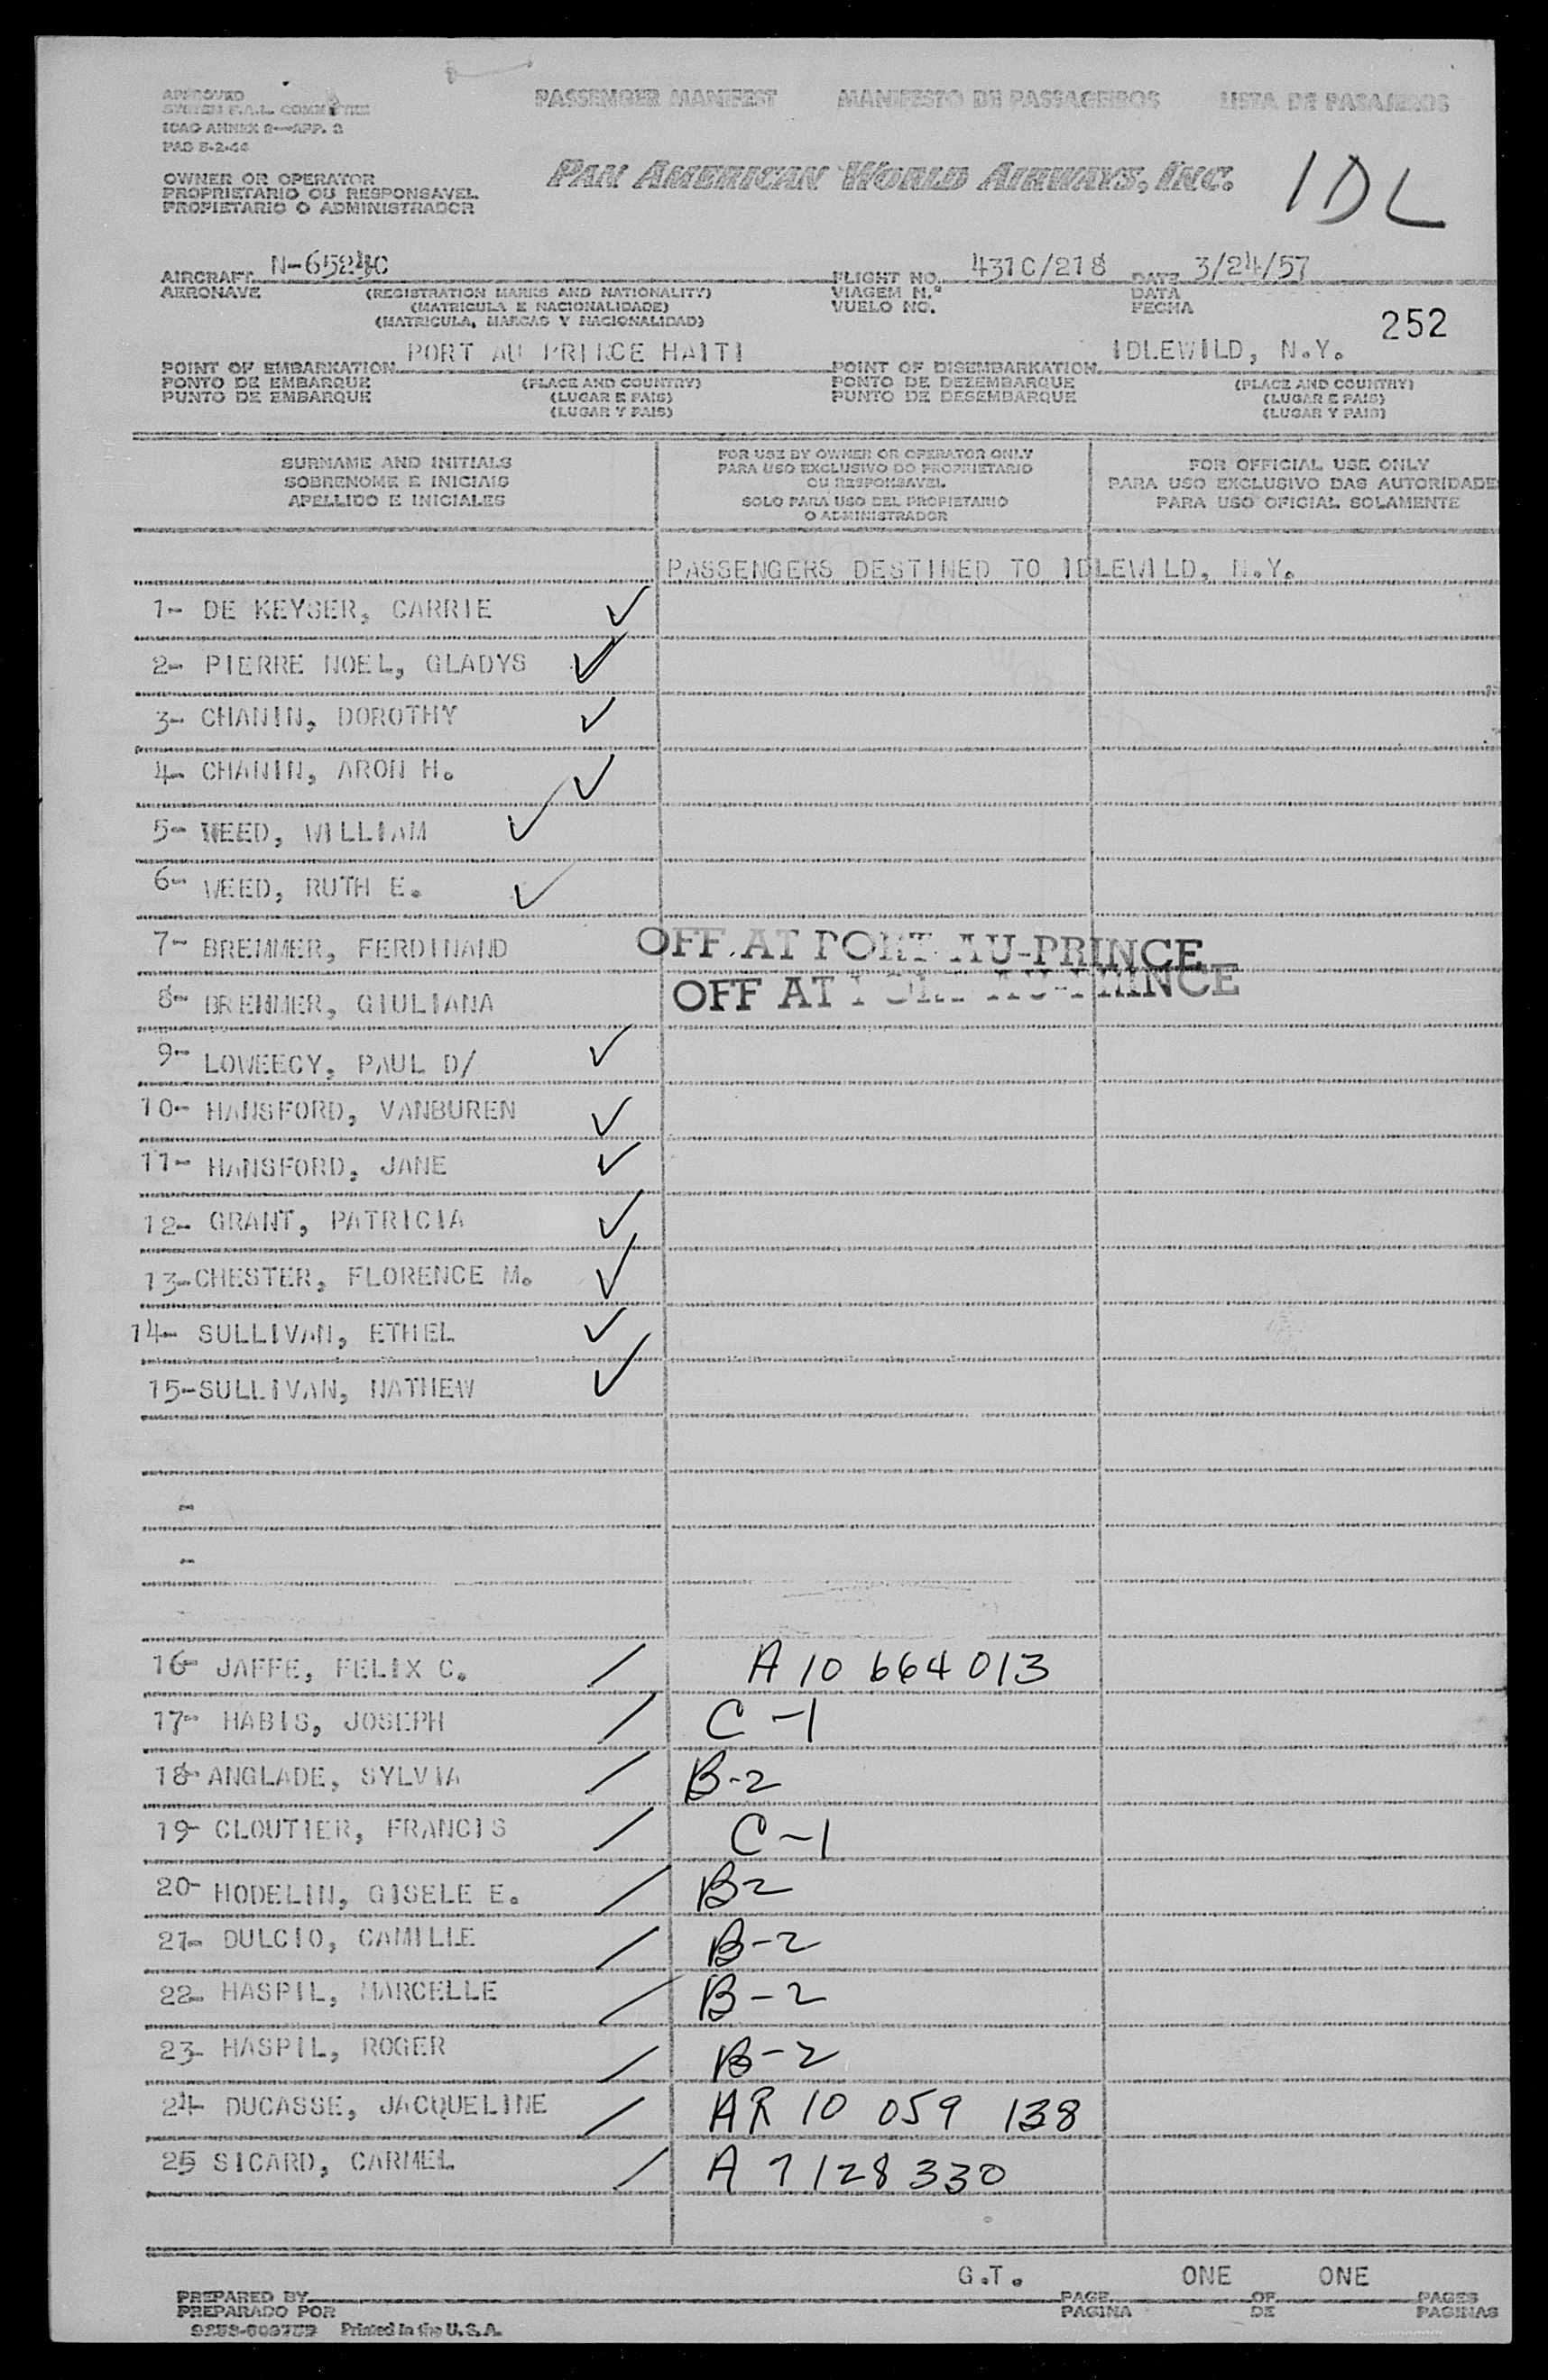 APPROVED
SYSTEM F.A.L. COMMITTEE
ICAO ANNEX 9—APP. 3
PAD 5-2-44
PASSENGER MANIFEST MANIFESTO DE PASSAGEIROS LISTA DE PASAJEROS
OWNER OR OPERATOR
PROPRIETARIO OU RESPONSAVEL
PROPIETARIO O ADMINISTRADOR
PAN AMERICAN WORLD AIRWAYS, INC.
IDL
AIRCRAFT N-6524C FLIGHT NO. 431C/218 DATE 3/24/57
AERONAVE (REGISTRATION MARKS AND NATIONALITY) VIAGEM N.º DATA
(MATRICULA E NACIONALIDADE) VUELO NO. FECHA
(MATRICULA, MARCAS Y NACIONALIDAD)
252
POINT OF EMBARKATION PORT AU PRINCE HAITI POINT OF DISEMBARKATION IDLEWILD, N.Y.
PONTO DE EMBARQUE (PLACE AND COUNTRY) PONTO DE DEZEMBARQUE (PLACE AND COUNTRY)
PUNTO DE EMBARQUE (LUGAR E PAIS) PUNTO DE DESEMBARQUE (LUGAR E PAIS)
(LUGAR Y PAIS) (LUGAR Y PAIS)
SURNAME AND INITIALS
SOBRENOME E INICIAIS
APELLIDO E INICIALES
FOR USE BY OWNER OR OPERATOR ONLY
PARA USO EXCLUSIVO DO PROPRIETARIO
OU RESPONSAVEL
SOLO PARA USO DEL PROPIETARIO
O ADMINISTRADOR
FOR OFFICIAL USE ONLY
PARA USO EXCLUSIVO DAS AUTORIDADE
PARA USO OFICIAL SOLAMENTE
PASSENGERS DESTINED TO IDLEWILD, N.Y.
1- DE KEYSER, CARRIE
2- PIERRE NOEL, GLADYS
3- CHANIN, DOROTHY
4- CHANIN, ARON H.
5- WEED, WILLIAM
6- WEED, RUTH E.
7- BREMMER, FERDINAND OFF AT PORT-AU-PRINCE
8- BREMMER, GIULIANA OFF AT PORT-AU-PRINCE
9- LOWEECY, PAUL D/
10- HANSFORD, VANBUREN
11- HANSFORD, JANE
12- GRANT, PATRICIA
13-CHESTER, FLORENCE M.
14- SULLIVAN, ETHEL
15-SULLIVAN, MATHEW
-
-
16- JAFFE, FELIX C. A 10 664 013
17- HABIS, JOSEPH C-1
18- ANGLADE, SYLVIA B-2
19- CLOUTIER, FRANCIS C-1
20- HODELIN, GISELE E. B2
21- DULCIO, CAMILLE B-2
22- HASPIL, MARCELLE B-2
23- HASPIL, ROGER B-2
24- DUCASSE, JACQUELINE AR 10 059 138
25 SICARD, CARMEL A 7128330
G.T. ONE ONE
PREPARED BY PAGE OF PAGES
PREPARADO POR PAGINA DE PAGINAS
Printed in the U.S.A.